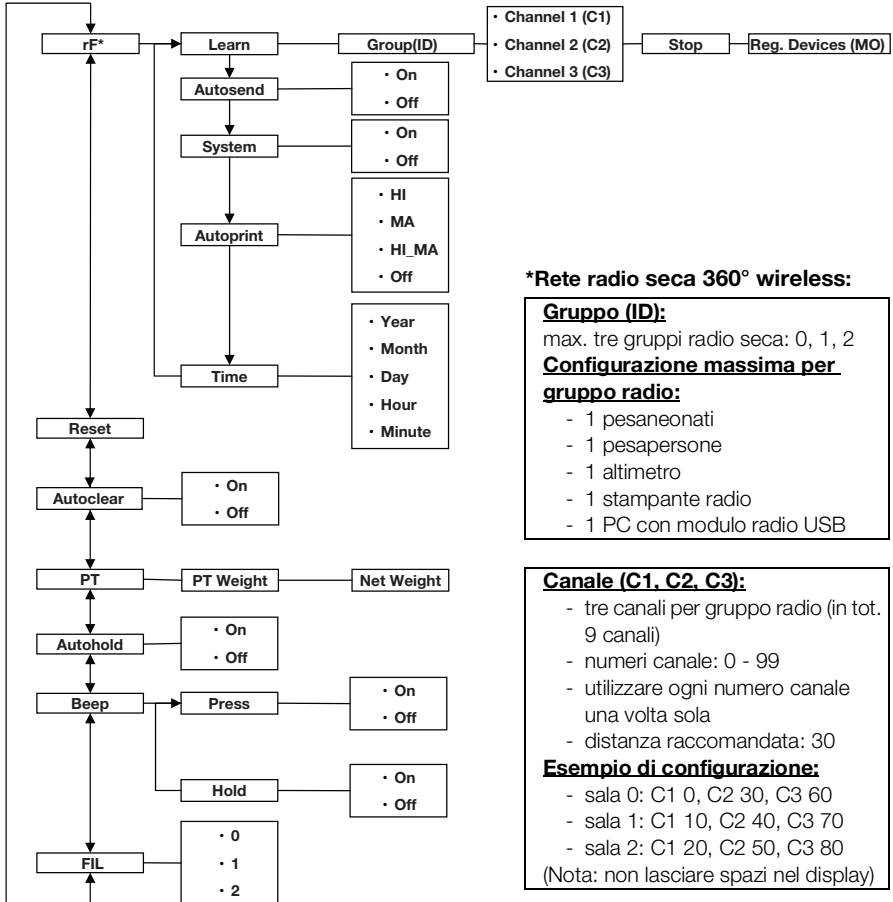 rF*
Learn
Group(ID)
· Channel 1 (C1)
· Channel 2 (C2)
· Channel 3 (C3)
Stop
Reg. Devices (MO)
Autosend
· On
· Off
System
· On
· Off
Autoprint
· HI
· MA
· HI_MA
· Off
Time
· Year
· Month
· Day
· Hour
· Minute
Reset
Autoclear
· On
· Off
PT
PT Weight
Net Weight
Autohold
· On
· Off
Beep
Press
· On
· Off
Hold
· On
· Off
FIL
· 0
· 1
· 2
*Rete radio seca 360° wireless:
Gruppo (ID):
max. tre gruppi radio seca: 0, 1, 2
Configurazione massima per
gruppo radio:
- 1 pesaneonati
- 1 pesapersone
- 1 altimetro
- 1 stampante radio
- 1 PC con modulo radio USB
Canale (C1, C2, C3):
- tre canali per gruppo radio (in tot.
9 canali)
- numeri canale: 0 - 99
- utilizzare ogni numero canale
una volta sola
- distanza raccomandata: 30
Esempio di configurazione:
- sala 0: C1 0, C2 30, C3 60
- sala 1: C1 10, C2 40, C3 70
- sala 2: C1 20, C2 50, C3 80
(Nota: non lasciare spazi nel display)